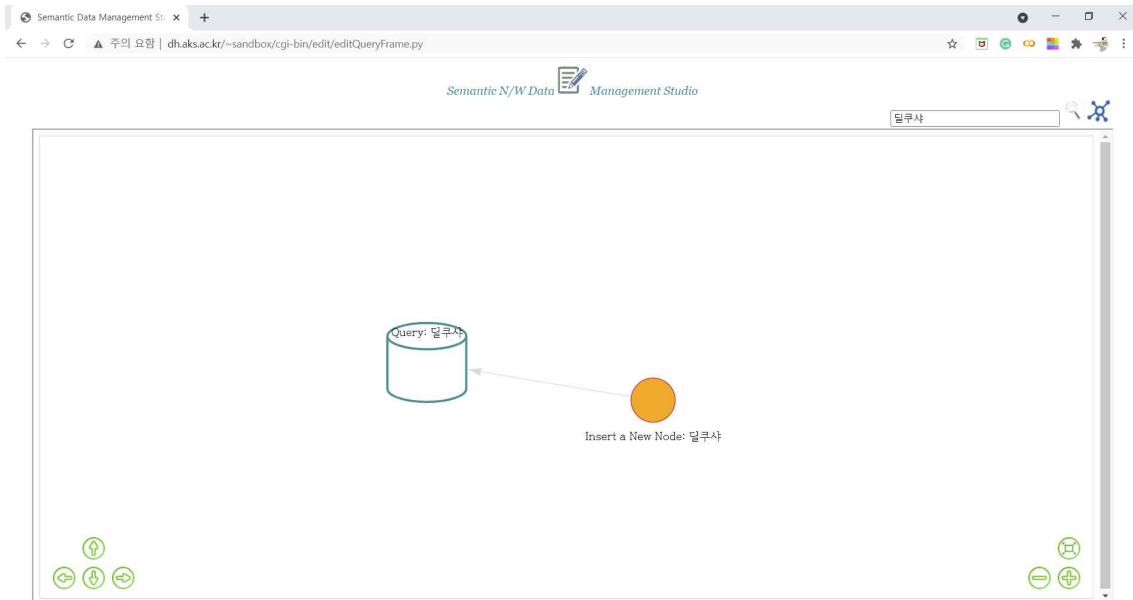 Semantic Data Management St
주의 요함 | dh.aks.ac.kr/~sandbox/cgi-bin/edit/editQueryFrame.py
Semantic N/W Data Management Studio
딜쿠샤
Query: 딜쿠샤
Insert a New Node: 딜쿠샤